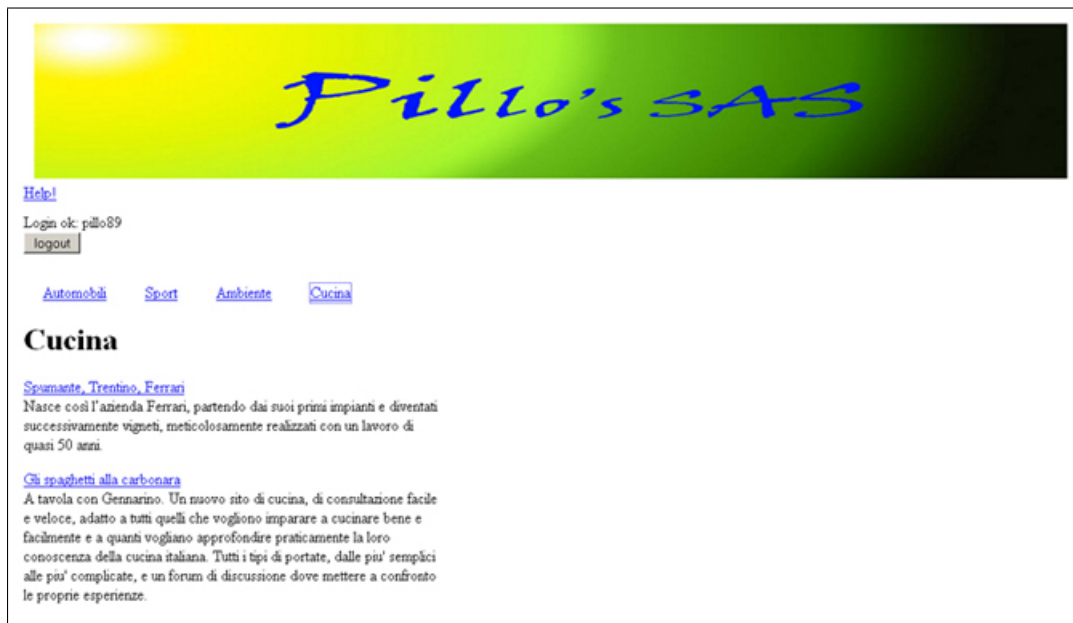 Pillo's SAS
Help!
Login ok: pillo89
logout
Automobili Sport Ambiente Cucina
Cucina
Spumante, Trentino, Ferrari
Nasce così l'azienda Ferrari, partendo dai suoi primi impianti e diventati
successivamente vigneti, meticolosamente realizzati con un lavoro di
quasi 50 anni.
Gli spaghetti alla carbonara
A tavola con Gennarino. Un nuovo sito di cucina, di consultazione facile
e veloce, adatto a tutti quelli che vogliono imparare a cucinare bene e
facilmente e a quanti vogliano approfondire praticamente la loro
conoscenza della cucina italiana. Tutti i tipi di portate, dalle piu' semplici
alle piu' complicate, e un forum di discussione dove mettere a confronto
le proprie esperienze.